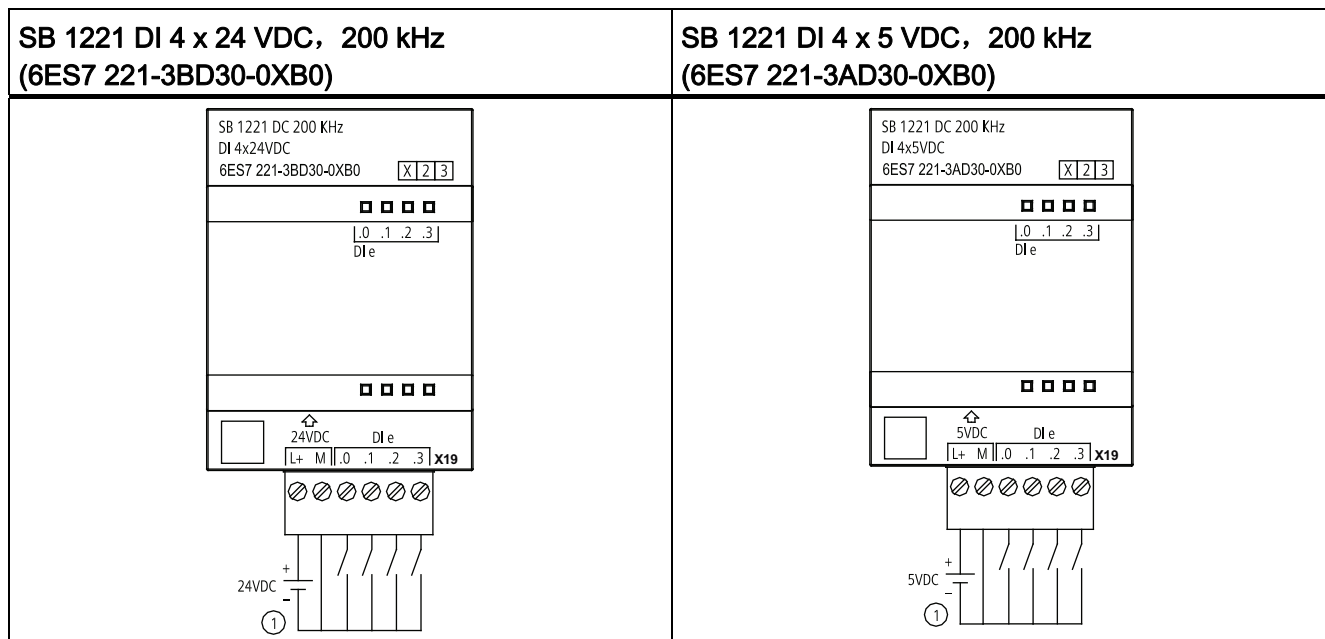 SB 1221 DI 4 x 24 VDC，200 kHz
(6ES7 221-3BD30-0XB0)
SB 1221 DC 200 KHz
DI 4x24VDC
6ES7 221-3BD30-0XB0 X 2 3
.0 .1 .2 .3
DI e
24VDC DI e
L+ M .0 .1 .2 .3 X19
+
24VDC
−
1
SB 1221 DI 4 x 5 VDC，200 kHz
(6ES7 221-3AD30-0XB0)
SB 1221 DC 200 KHz
DI 4x5VDC
6ES7 221-3AD30-0XB0 X 2 3
.0 .1 .2 .3
DI e
5VDC DI e
L+ M .0 .1 .2 .3 X19
+
5VDC
−
1